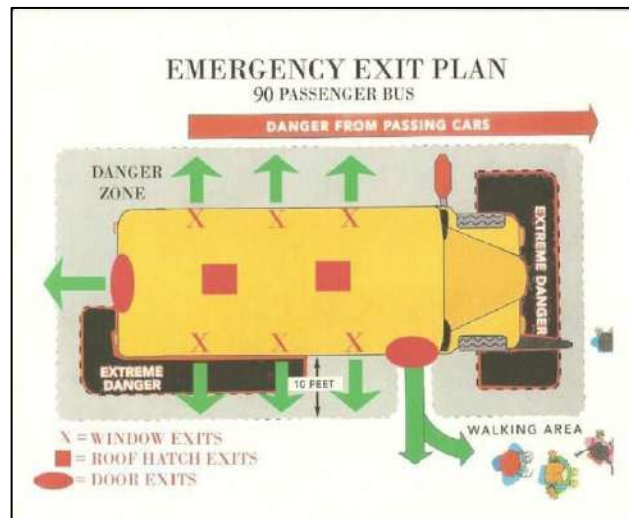 EMERGENCY EXIT PLAN
90 PASSENGER BUS
DANGER FROM PASSING CARS
DANGER
ZONE
X X X
EXTREME DANGER
X X X
EXTREME
DANGER
10 FEET
WALKING AREA
X = WINDOW EXITS
= ROOF HATCH EXITS
= DOOR EXITS